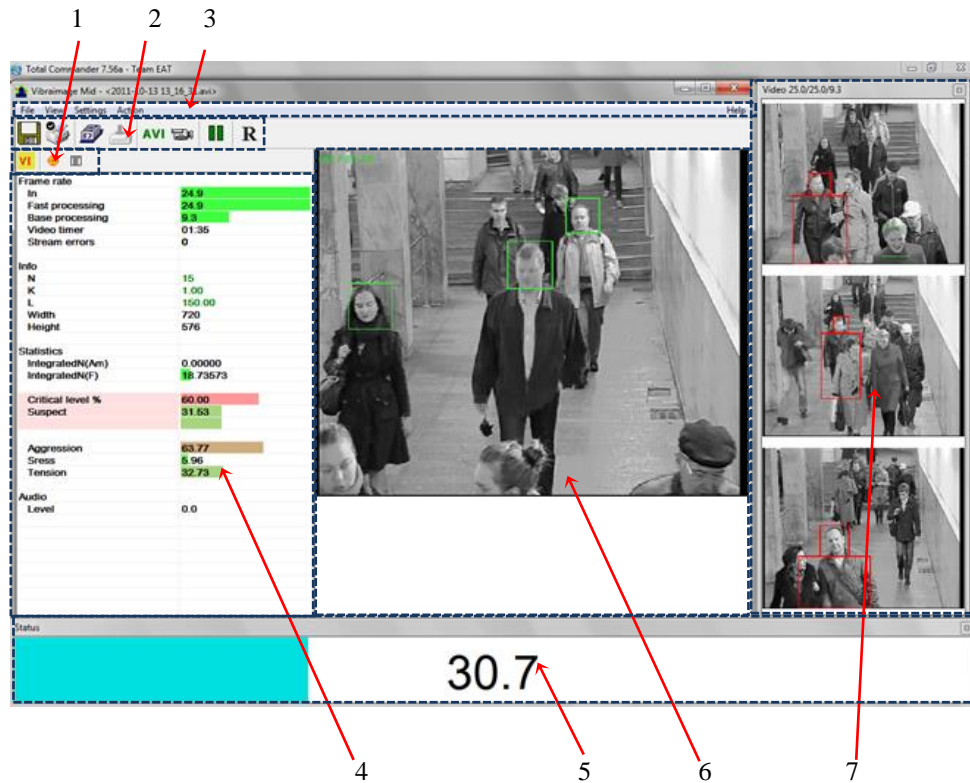 1 2 3
Total Commander 7.56a - Team EAT
Vibraimage Mid - <2011-10-13 13_16_31.avi>
Video 25.0/25.0/9.3
File View Settings Action Help
AVI R
VI
Frame rate
In 24.9
Fast processing 24.9
Base processing 9.3
Video timer 01:35
Stream errors 0
Info
N 15
K 1.00
L 150.00
Width 720
Height 576
Statistics
IntegratedN(Am) 0.00000
IntegratedN(F) 18.73573
Critical level % 60.00
Suspect 31.53
Aggression 63.77
Sress 5.96
Tension 32.73
Audio
Level 0.0
Status
30.7
4 5 6 7